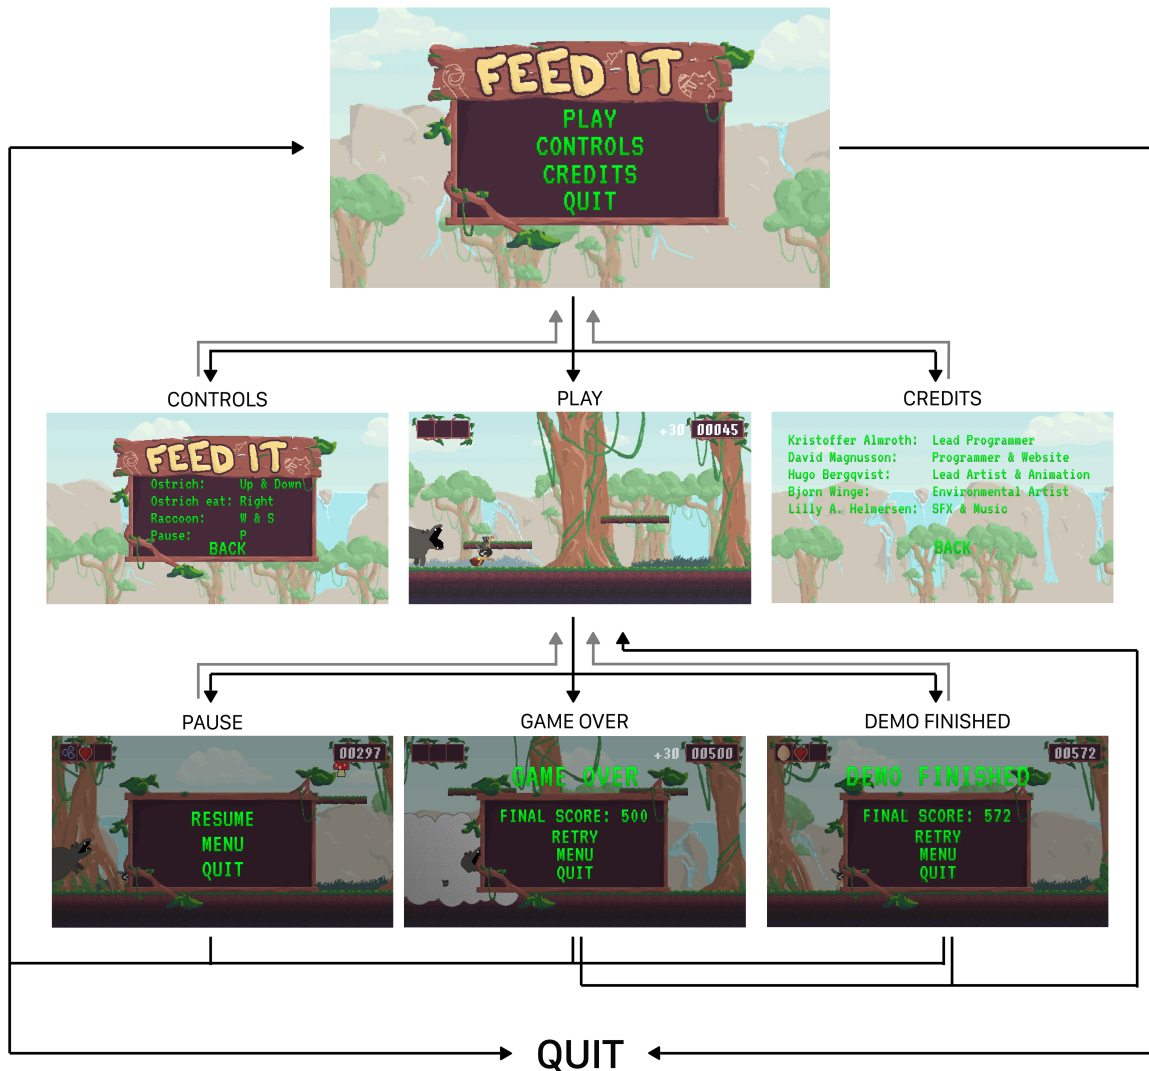 FEED IT
PLAY
CONTROLS
CREDITS
QUIT
CONTROLS
PLAY
CREDITS
FEED IT
Ostrich: Up & Down
Ostrich eat: Right
Raccoon: W & S
Pause: P
BACK
+30 00045
Kristoffer Almroth: Lead Programmer
David Magnusson: Programmer & Website
Hugo Bergqvist: Lead Artist & Animation
Bjorn Winge: Environmental Artist
Lilly A. Helmersen: SFX & Music
BACK
PAUSE
GAME OVER
DEMO FINISHED
00297
RESUME
MENU
QUIT
+30 00500
GAME OVER
FINAL SCORE: 500
RETRY
MENU
QUIT
00572
DEMO FINISHED
FINAL SCORE: 572
RETRY
MENU
QUIT
QUIT